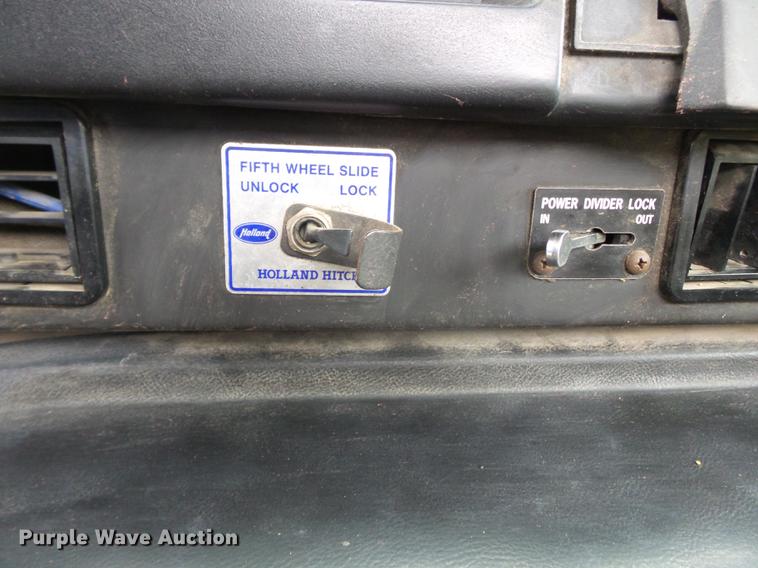 FIFTH WHEEL SLIDE
UNLOCK LOCK
Holland
HOLLAND HITCH
POWER DIVIDER LOCK
IN OUT
Purple Wave Auction